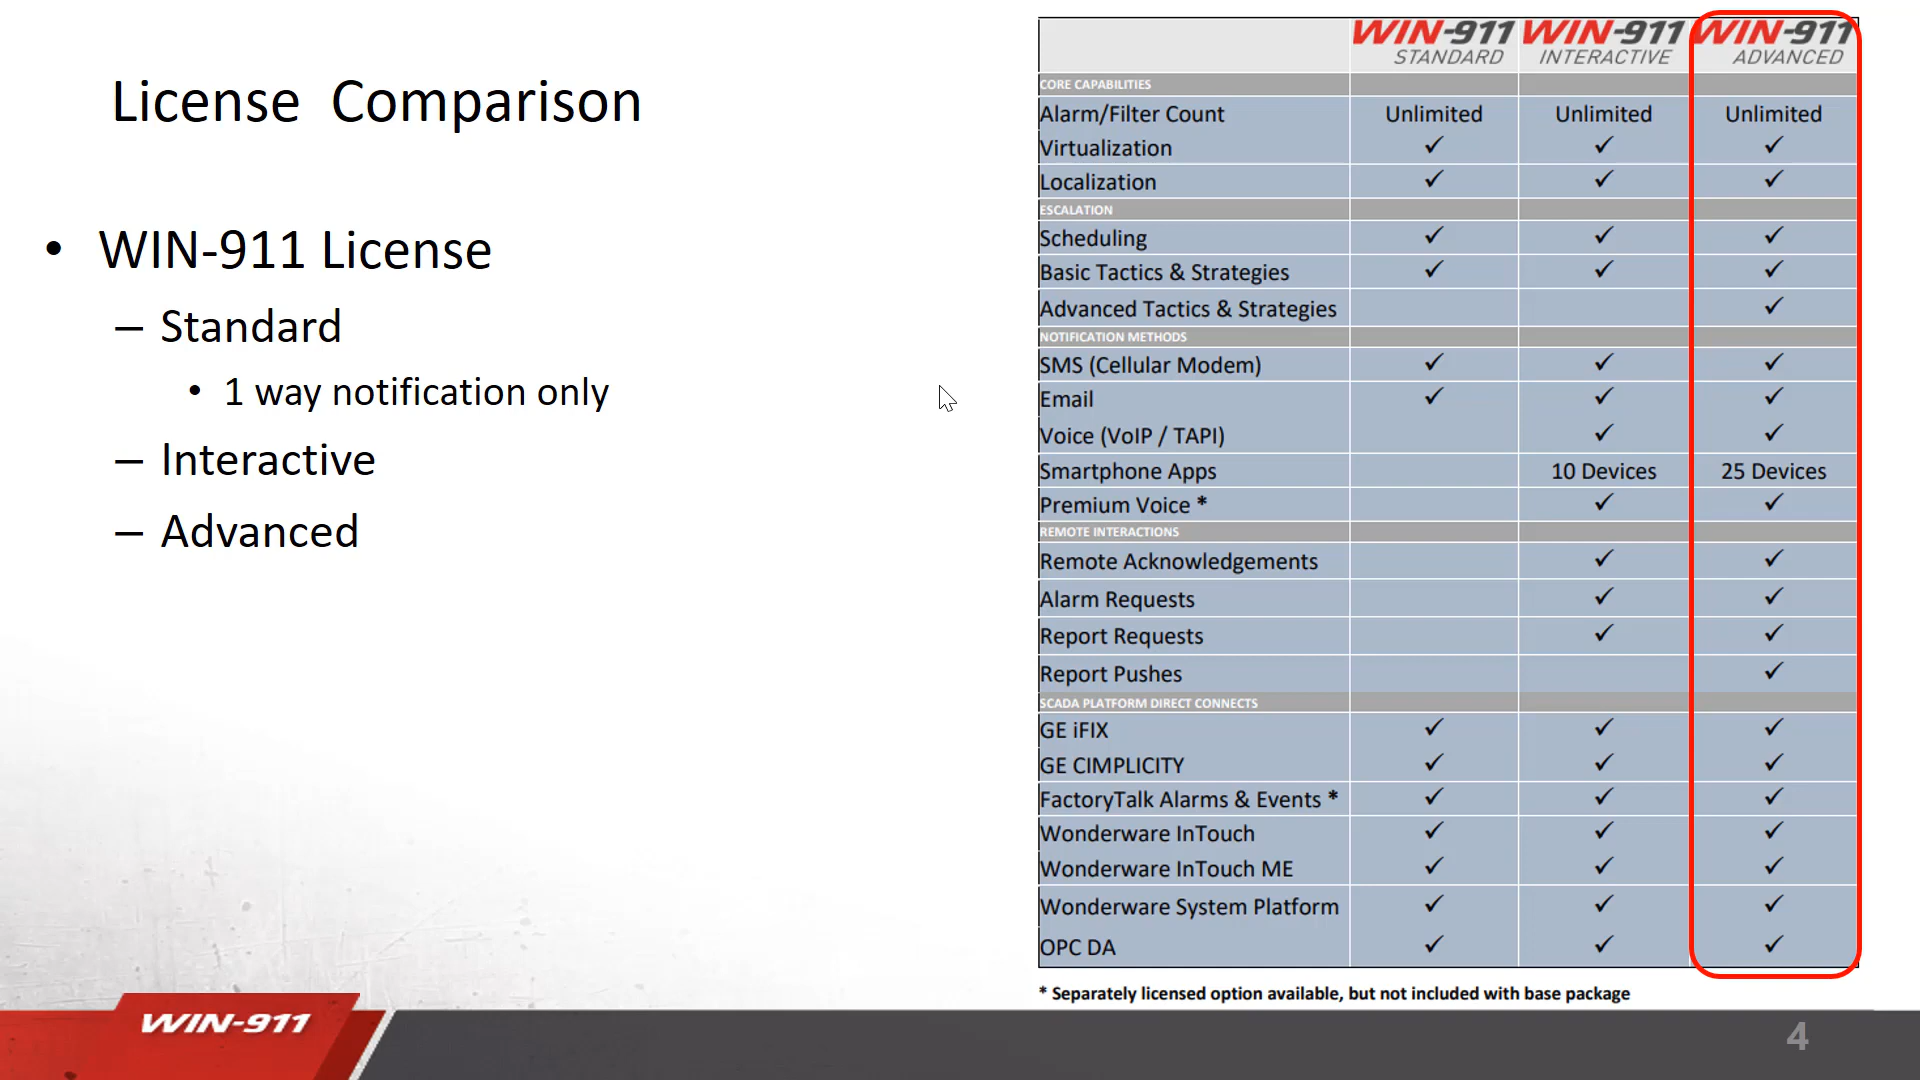 License Comparison
• WIN-911 License
– Standard
• 1 way notification only
– Interactive
– Advanced
WIN-911 STANDARD WIN-911 INTERACTIVE WIN-911 ADVANCED
CORE CAPABILITIES
Alarm/Filter Count Unlimited Unlimited Unlimited
Virtualization ✓ ✓ ✓
Localization ✓ ✓ ✓
ESCALATION
Scheduling ✓ ✓ ✓
Basic Tactics & Strategies ✓ ✓ ✓
Advanced Tactics & Strategies ✓
NOTIFICATION METHODS
SMS (Cellular Modem) ✓ ✓ ✓
Email ✓ ✓ ✓
Voice (VoIP / TAPI) ✓ ✓
Smartphone Apps 10 Devices 25 Devices
Premium Voice * ✓ ✓
REMOTE INTERACTIONS
Remote Acknowledgements ✓ ✓
Alarm Requests ✓ ✓
Report Requests ✓ ✓
Report Pushes ✓
SCADA PLATFORM DIRECT CONNECTS
GE iFIX ✓ ✓ ✓
GE CIMPLICITY ✓ ✓ ✓
FactoryTalk Alarms & Events * ✓ ✓ ✓
Wonderware InTouch ✓ ✓ ✓
Wonderware InTouch ME ✓ ✓ ✓
Wonderware System Platform ✓ ✓ ✓
OPC DA ✓ ✓ ✓
* Separately licensed option available, but not included with base package
WIN-911
4